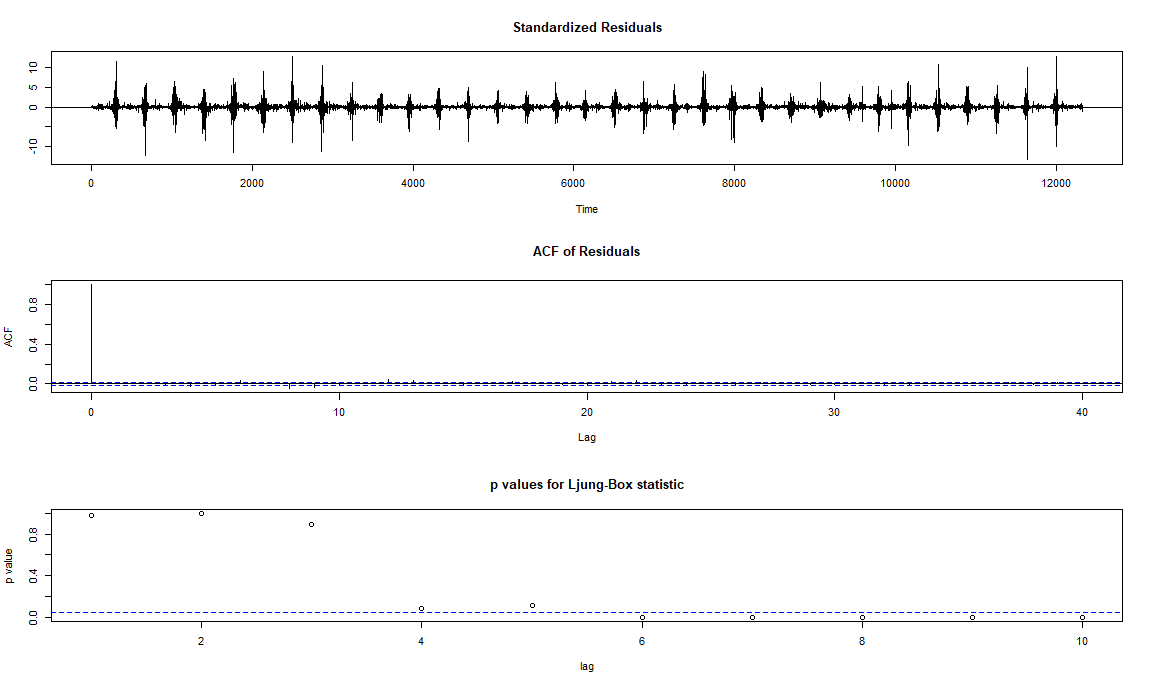 Standardized Residuals
10
5
0
-10
0 2000 4000 6000 8000 10000 12000
Time
ACF of Residuals
ACF
0.8
0.4
0.0
0 10 20 30 40
Lag
p values for Ljung-Box statistic
p value
0.8
0.4
0.0
2 4 6 8 10
lag